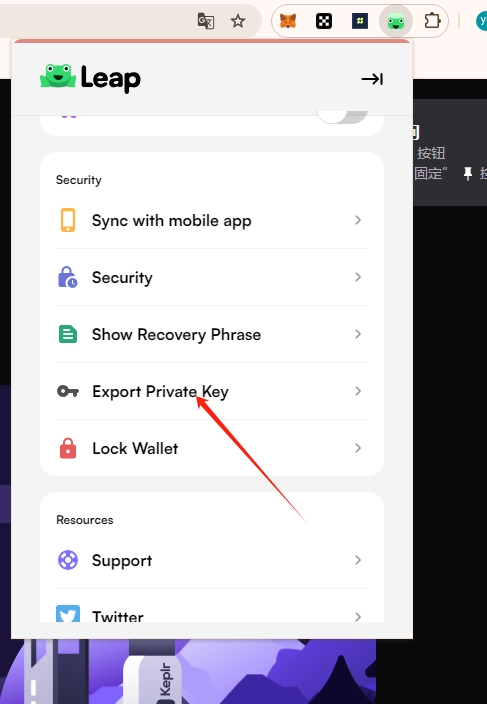 Leap
按钮
固定”
Security
Sync with mobile app
Security
Show Recovery Phrase
Export Private Key
Lock Wallet
Resources
Support
Twitter
Keplr